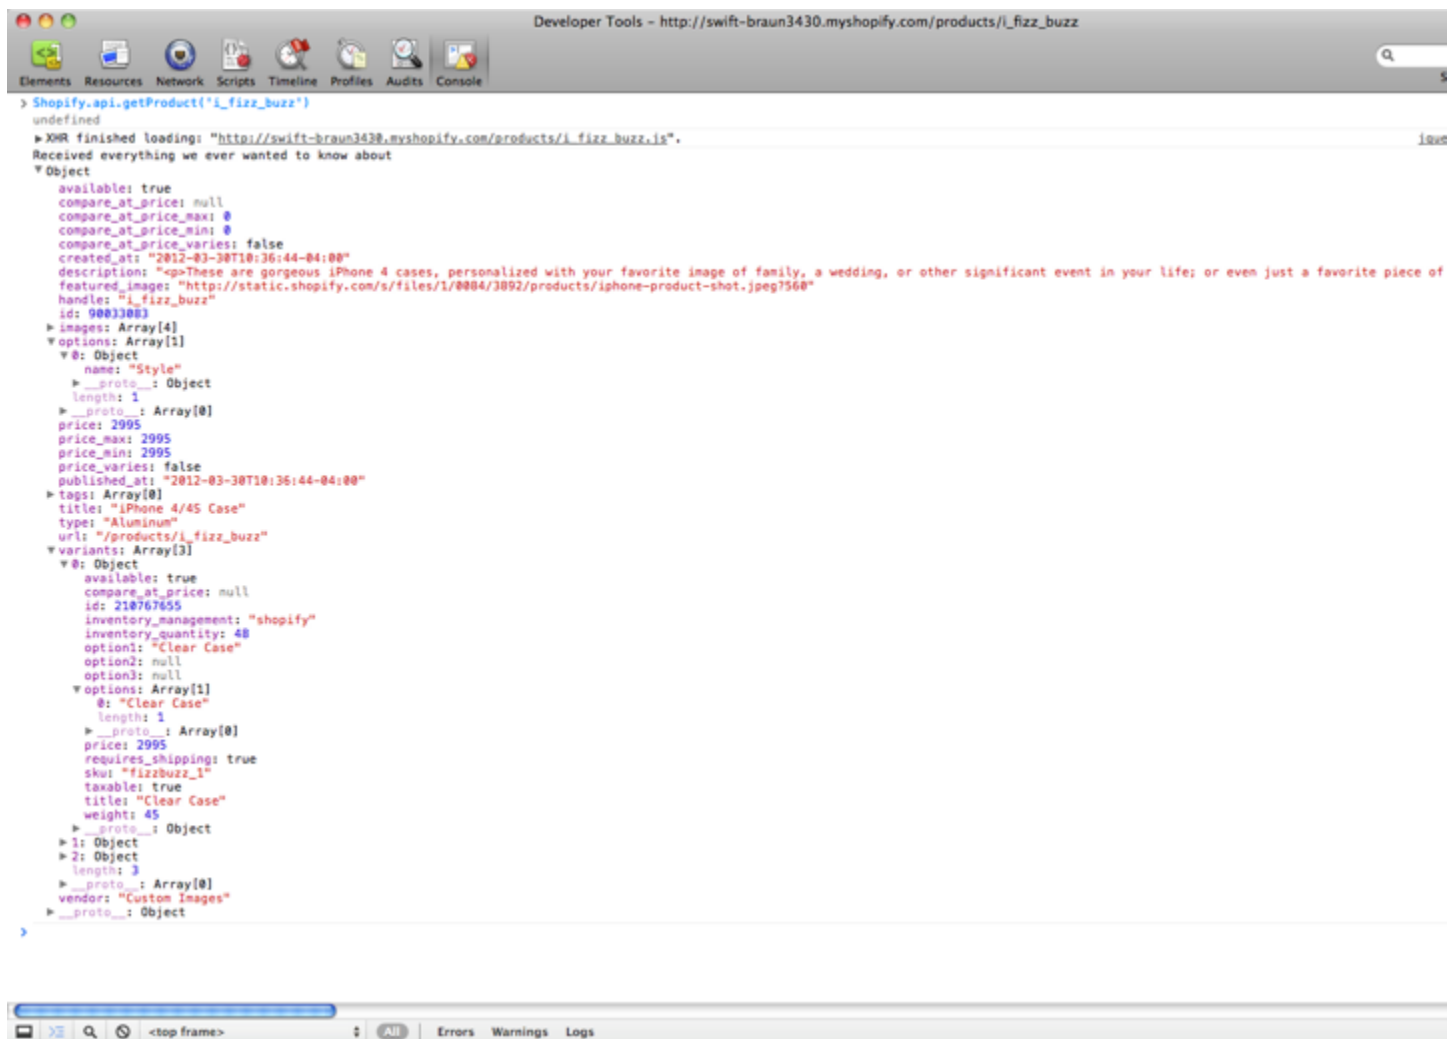 Developer Tools - http://swift-braun3430.myshopify.com/products/i_fizz_buzz
Elements Resources Network Scripts Timeline Profiles Audits Console
> Shopify.api.getProduct('i_fizz_buzz')
undefined
▶XHR finished loading: "http://swift-braun3430.myshopify.com/products/i_fizz_buzz.js". jque
Received everything we ever wanted to know about
▼Object
available: true
compare_at_price: null
compare_at_price_max: 0
compare_at_price_min: 0
compare_at_price_varies: false
created_at: "2012-03-30T10:36:44-04:00"
description: "<p>These are gorgeous iPhone 4 cases, personalized with your favorite image of family, a wedding, or other significant event in your life; or even just a favorite piece of
featured_image: "http://static.shopify.com/s/files/1/0084/3892/products/iphone-product-shot.jpeg?560"
handle: "i_fizz_buzz"
id: 90033083
▶images: Array[4]
▼options: Array[1]
▼0: Object
name: "Style"
▶__proto__: Object
length: 1
▶__proto__: Array[0]
price: 2995
price_max: 2995
price_min: 2995
price_varies: false
published_at: "2012-03-30T10:36:44-04:00"
▶tags: Array[0]
title: "iPhone 4/4S Case"
type: "Aluminum"
url: "/products/i_fizz_buzz"
▼variants: Array[3]
▼0: Object
available: true
compare_at_price: null
id: 210767655
inventory_management: "shopify"
inventory_quantity: 48
option1: "Clear Case"
option2: null
option3: null
▼options: Array[1]
0: "Clear Case"
length: 1
▶__proto__: Array[0]
price: 2995
requires_shipping: true
sku: "fizzbuzz_1"
taxable: true
title: "Clear Case"
weight: 45
▶__proto__: Object
▶1: Object
▶2: Object
length: 3
▶__proto__: Array[0]
vendor: "Custom Images"
▶__proto__: Object
>
<top frame> All Errors Warnings Logs